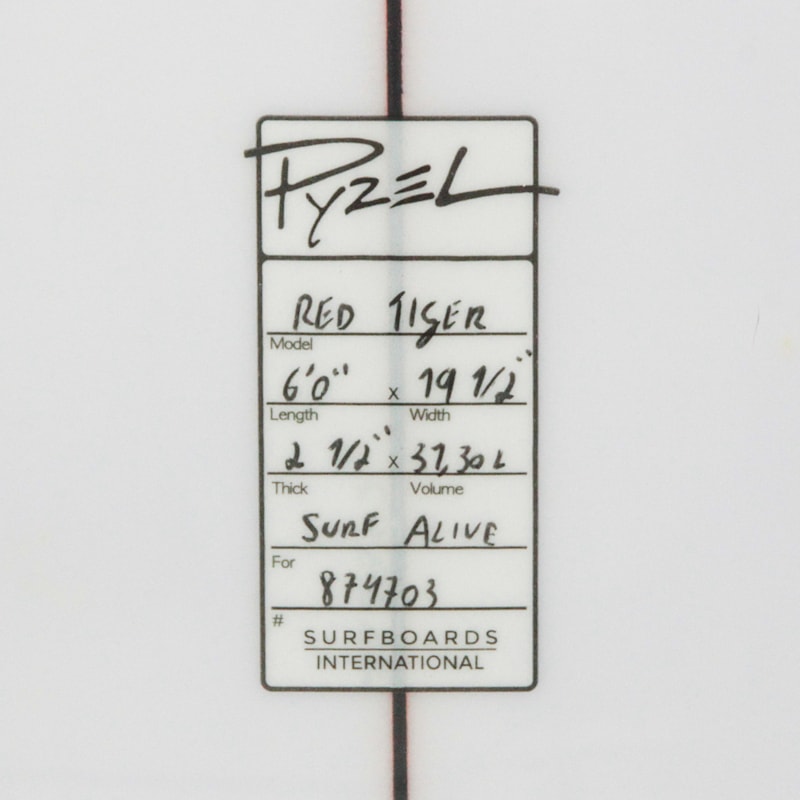 PYZEL
RED TIGER
Model
6'0" x 19 1/2"
Length Width
2 1/2" x 31,30 L
Thick Volume
SURF ALIVE
For
874703
#
SURFBOARDS
INTERNATIONAL